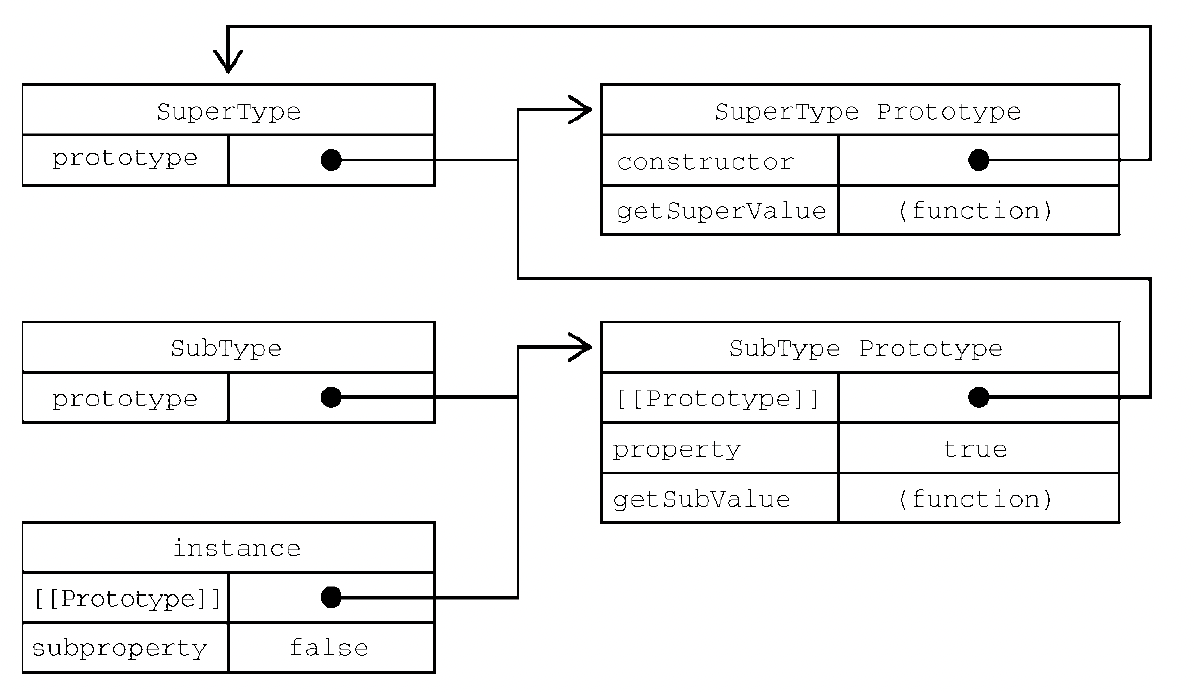 SuperType
prototype
SuperType Prototype
constructor
getSuperValue (function)
SubType
prototype
SubType Prototype
[[Prototype]]
property true
getSubValue (function)
instance
[[Prototype]]
subproperty false